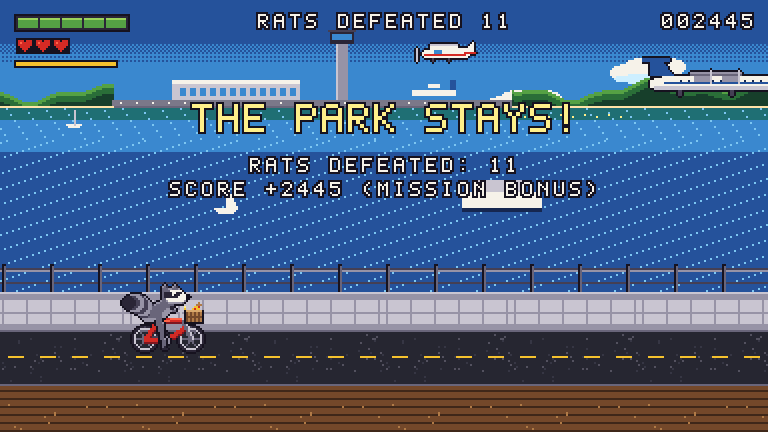 RATS DEFEATED 11
002445
THE PARK STAYS!
RATS DEFEATED: 11
SCORE +2445 (MISSION BONUS)